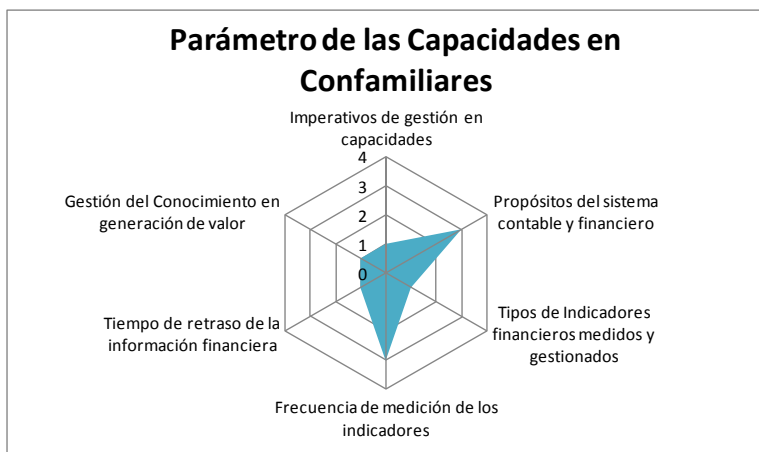 Parámetro de las Capacidades en
Confamiliares
Imperativos de gestión en
capacidades
4
3
2
1
0
Propósitos del sistema
contable y financiero
Tipos de Indicadores
financieros medidos y
gestionados
Frecuencia de medición de los
indicadores
Tiempo de retraso de la
información financiera
Gestión del Conocimiento en
generación de valor